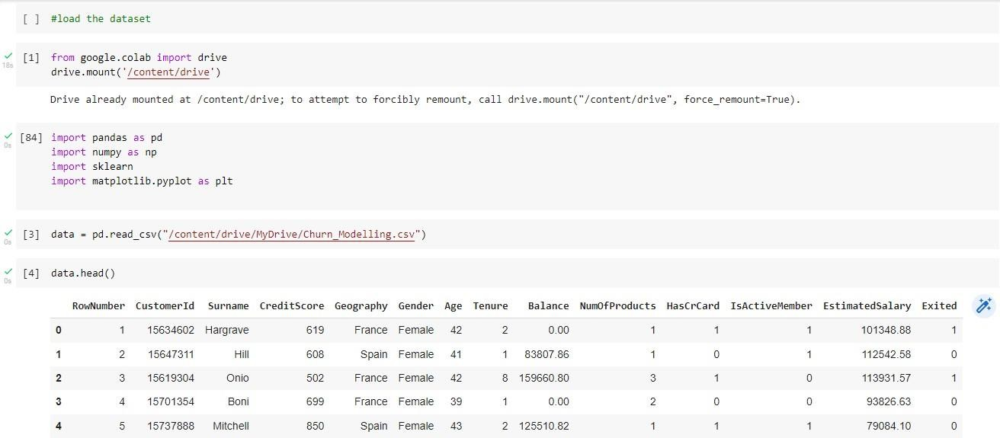 [ ] #load the dataset
18s
[1] from google.colab import drive
drive.mount('/content/drive')
Drive already mounted at /content/drive; to attempt to forcibly remount, call drive.mount("/content/drive", force_remount=True).
0s
[84] import pandas as pd
import numpy as np
import sklearn
import matplotlib.pyplot as plt
0s
[3] data = pd.read_csv("/content/drive/MyDrive/Churn_Modelling.csv")
0s
[4] data.head()
RowNumber CustomerId Surname CreditScore Geography Gender Age Tenure Balance NumOfProducts HasCrCard IsActiveMember EstimatedSalary Exited
0 1 15634602 Hargrave 619 France Female 42 2 0.00 1 1 1 101348.88 1
1 2 15647311 Hill 608 Spain Female 41 1 83807.86 1 0 1 112542.58 0
2 3 15619304 Onio 502 France Female 42 8 159660.80 3 1 0 113931.57 1
3 4 15701354 Boni 699 France Female 39 1 0.00 2 0 0 93826.63 0
4 5 15737888 Mitchell 850 Spain Female 43 2 125510.82 1 1 1 79084.10 0